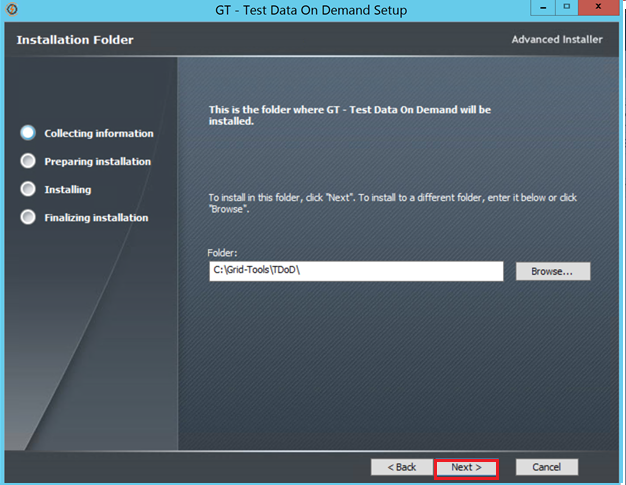 GT - Test Data On Demand Setup
Installation Folder
Advanced Installer
This is the folder where GT - Test Data On Demand will be
installed.
Collecting information
Preparing installation
Installing
Finalizing installation
To install in this folder, click "Next". To install to a different folder, enter it below or click
"Browse".
Folder:
C:\Grid-Tools\TDoD\
Browse...
< Back
Next >
Cancel